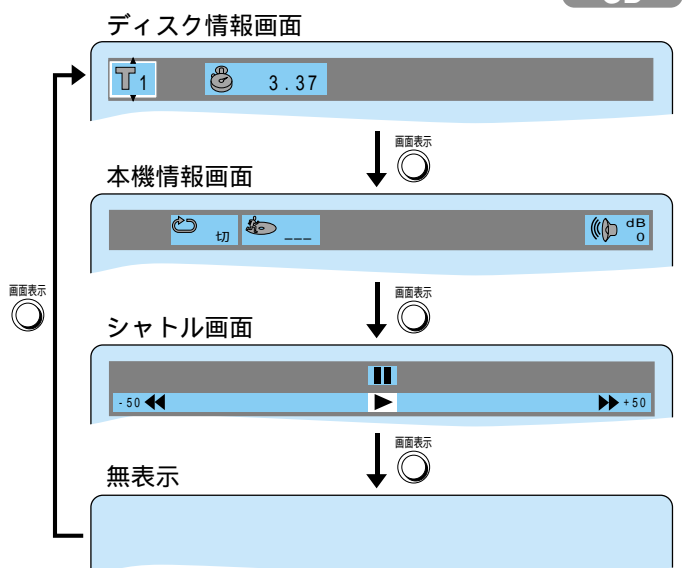 ディスク情報画面
T1
3.37
画面表示
本機情報画面
切
___
dB
0
画面表示
画面表示
シャトル画面
-50
+50
画面表示
無表示